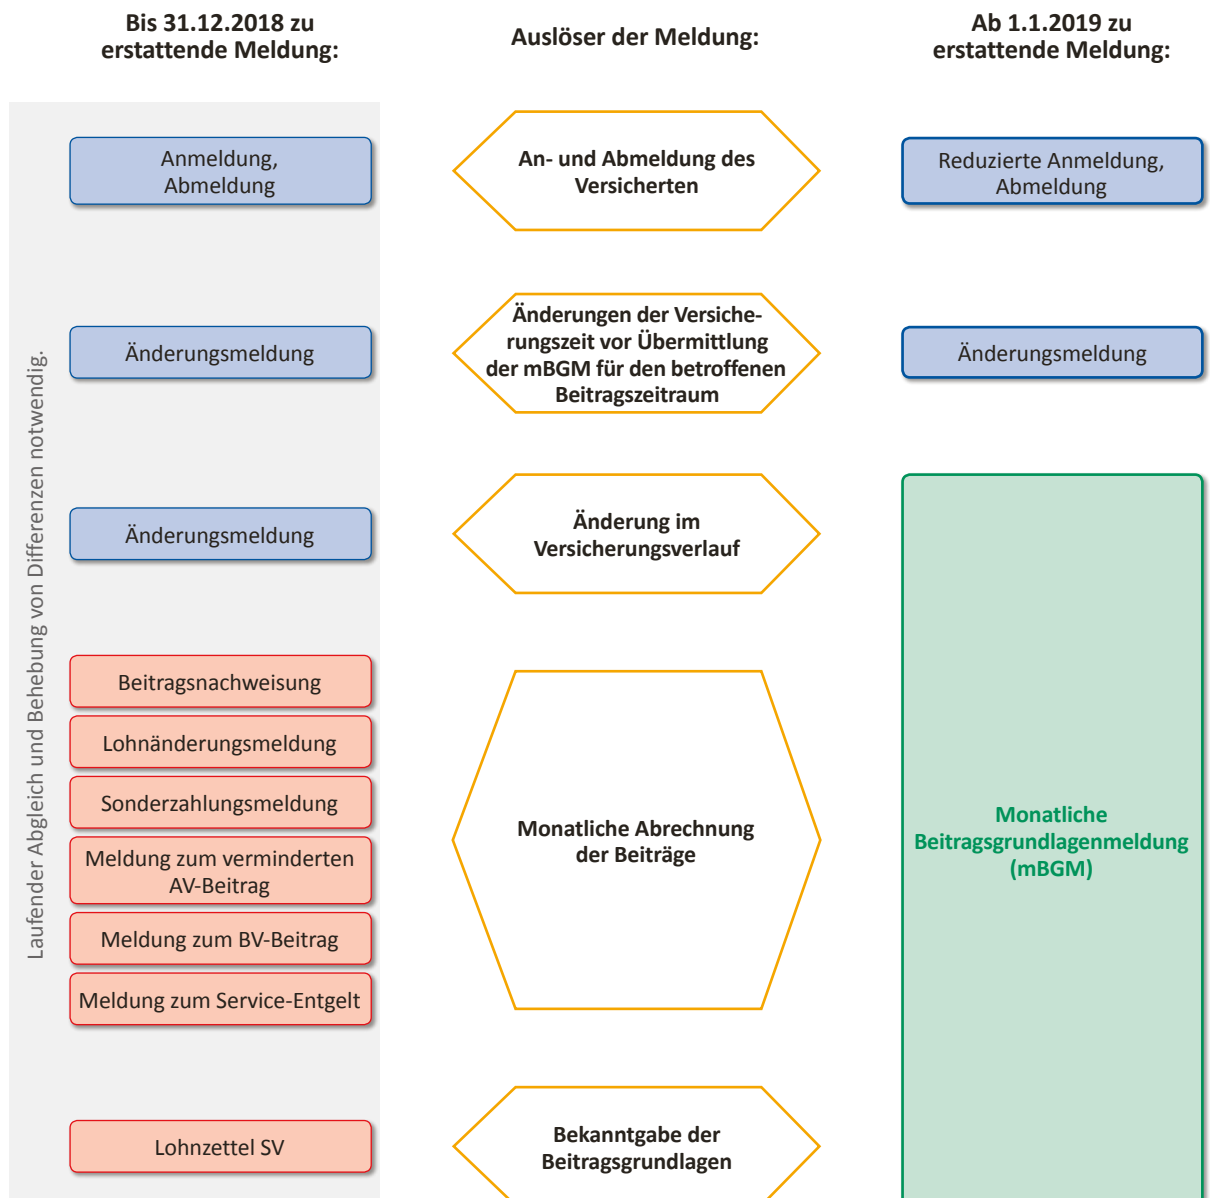 Bis 31.12.2018 zu
erstattende Meldung:
Auslöser der Meldung:
Ab 1.1.2019 zu
erstattende Meldung:
Laufender Abgleich und Behebung von Differenzen notwendig.
Anmeldung,
Abmeldung
An- und Abmeldung des
Versicherten
Reduzierte Anmeldung,
Abmeldung
Änderungsmeldung
Änderungen der Versiche-
rungszeit vor Übermittlung
der mBGM für den betroffenen
Beitragszeitraum
Änderungsmeldung
Änderungsmeldung
Änderung im
Versicherungsverlauf
Beitragsnachweisung
Lohnänderungsmeldung
Sonderzahlungsmeldung
Meldung zum verminderten
AV-Beitrag
Meldung zum BV-Beitrag
Meldung zum Service-Entgelt
Monatliche Abrechnung
der Beiträge
Monatliche
Beitragsgrundlagenmeldung
(mBGM)
Lohnzettel SV
Bekanntgabe der
Beitragsgrundlagen